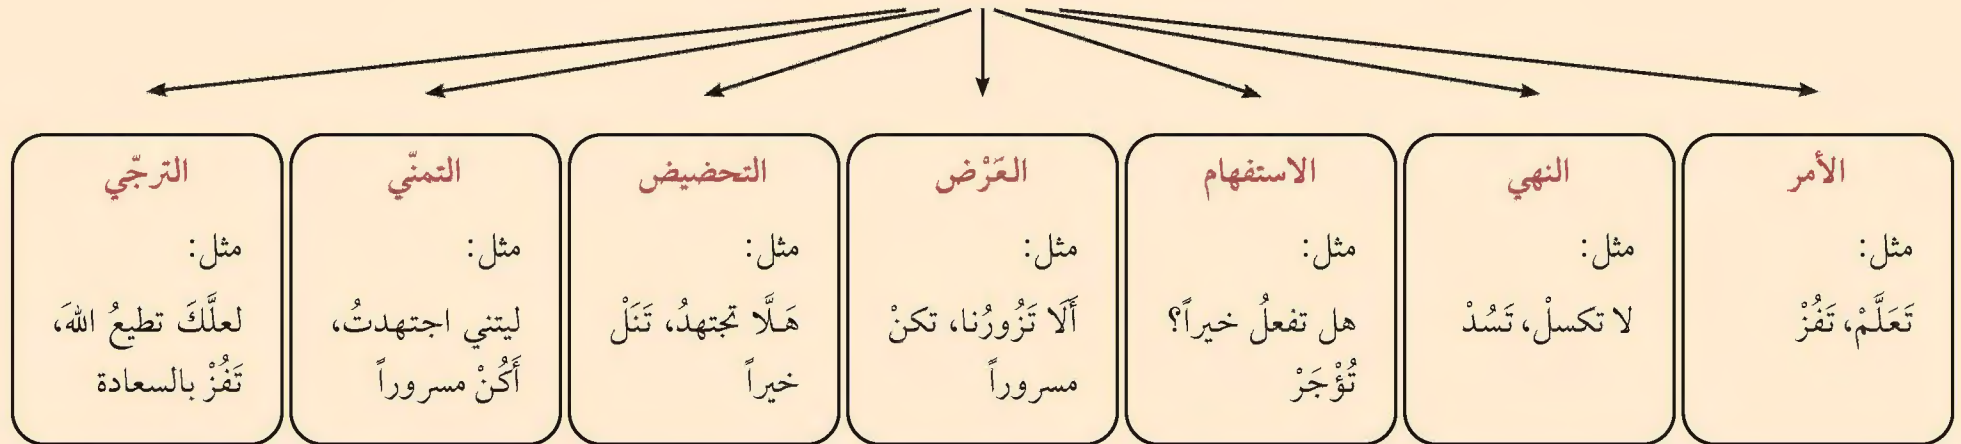 الأمر
مثل:
تَعَلَّمْ، تَفُزْ
النهي
مثل:
لا تكسلْ، تَسُدْ
الاستفهام
مثل:
هل تفعلُ خيراً؟
تُؤْجَرْ
العَرْض
مثل:
أَلَا تَزُورُنا، تكنْ
مسروراً
التحضيض
مثل:
هَلَّا تجتهدُ، تَنَلْ
خيراً
التمنّي
مثل:
ليتني اجتهدتُ،
أَكُنْ مسروراً
الترجّي
مثل:
لعلَّكَ تطيعُ اللهَ،
تَفُزْ بالسعادة